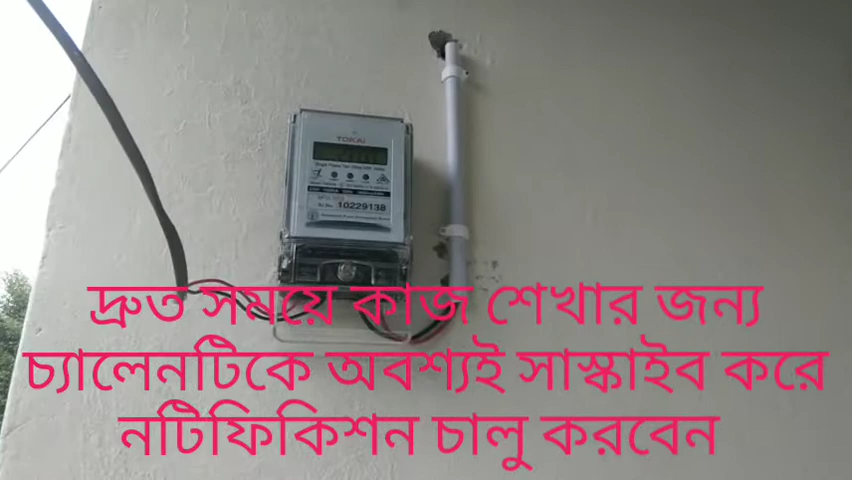 TOKAI
10229138
দ্রুত সময়ে কাজ শেখার জন্য
চ্যালেনটিকে অবশ্যই সাস্কাইব করে
নটিফিকিশন চালু করবেন